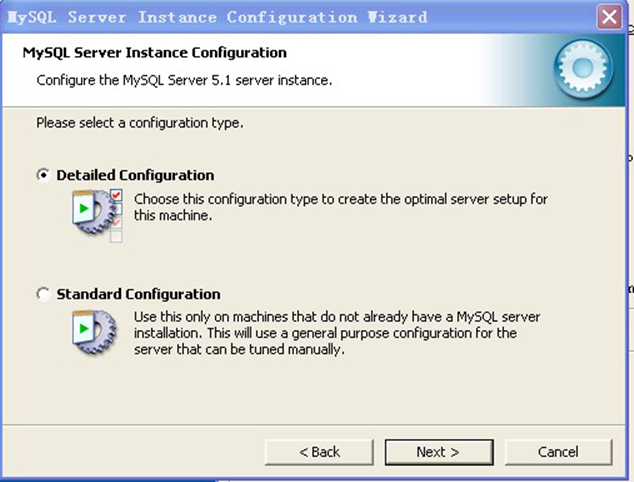 MySQL Server Instance Configuration Wizard
MySQL Server Instance Configuration
Configure the MySQL Server 5.1 server instance.
Please select a configuration type.
Detailed Configuration
Choose this configuration type to create the optimal server setup for
this machine.
Standard Configuration
Use this only on machines that do not already have a MySQL server
installation. This will use a general purpose configuration for the
server that can be tuned manually.
< Back
Next >
Cancel